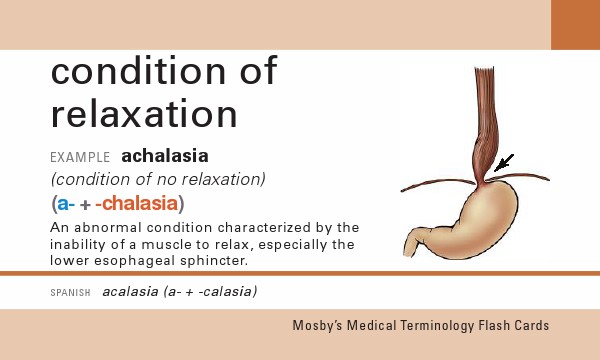 condition of
relaxation
EXAMPLE achalasia
(condition of no relaxation)
(a- + -chalasia)
An abnormal condition characterized by the
inability of a muscle to relax, especially the
lower esophageal sphincter.
SPANISH acalasia (a- + -calasia)
Mosby's Medical Terminology Flash Cards